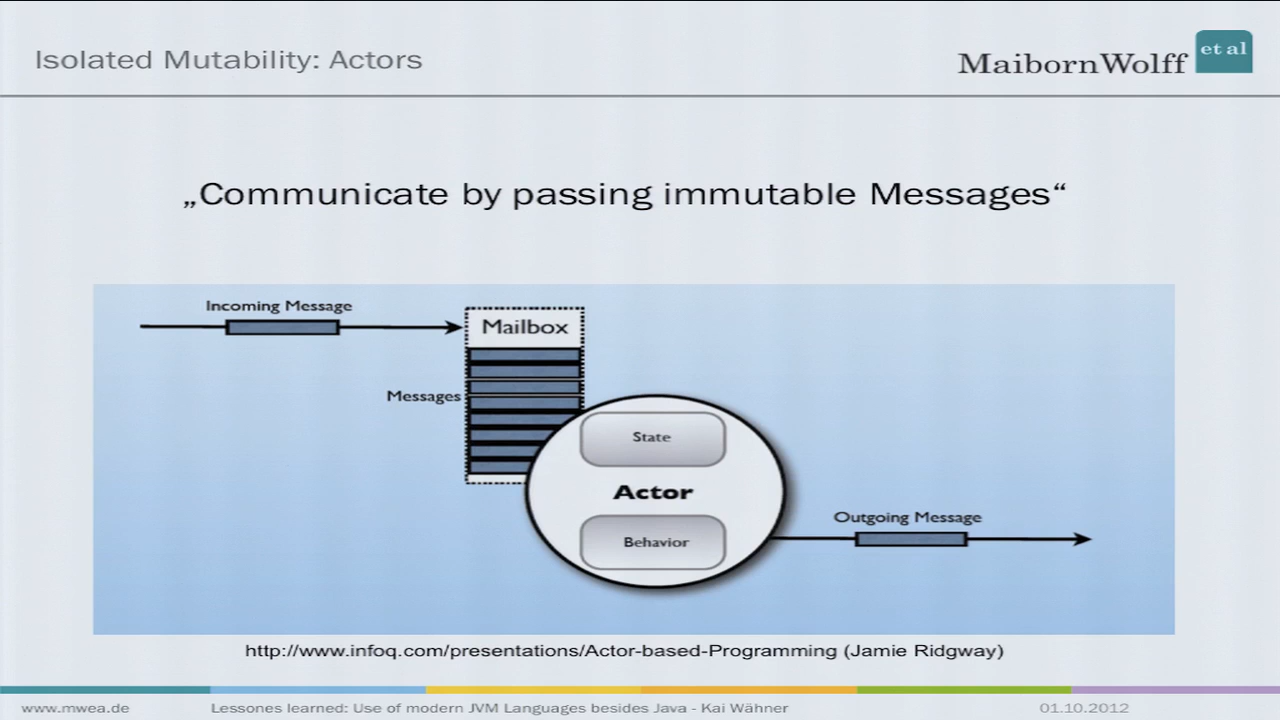 Isolated Mutability: Actors
MaibornWolff et al
„Communicate by passing immutable Messages“
Incoming Message
Mailbox
Messages
State
Actor
Behavior
Outgoing Message
http://www.infoq.com/presentations/Actor-based-Programming (Jamie Ridgway)
www.mwea.de
Lessones learned: Use of modern JVM Languages besides Java - Kai Wähner
01.10.2012